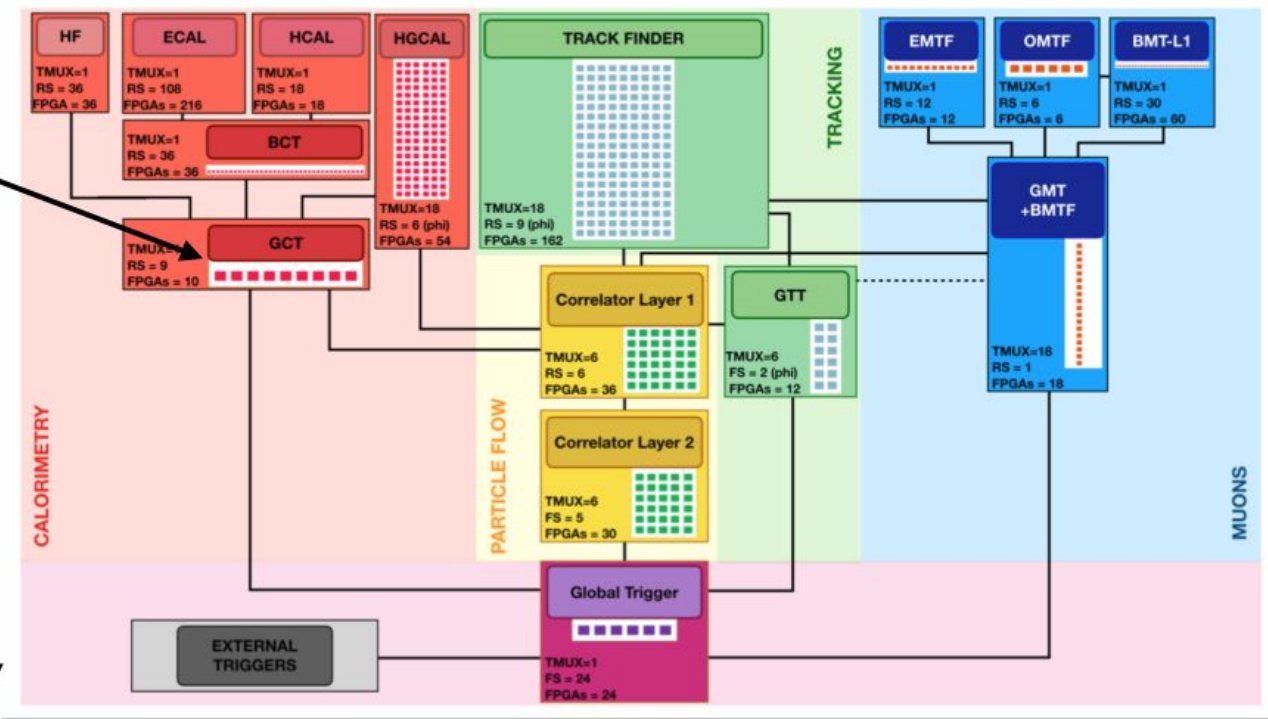 HF
TMUX=1
RS = 36
FPGA = 36
ECAL
TMUX=1
RS = 108
FPGAs = 216
HCAL
TMUX=1
RS = 18
FPGAs = 18
HGCAL
TMUX=18
RS = 6 (phi)
FPGAs = 54
BCT
TMUX=1
RS = 36
FPGAs = 36
GCT
TMUX=
RS = 9
FPGAs = 10
CALORIMETRY
TRACK FINDER
TMUX=18
RS = 9 (phi)
FPGAs = 162
TRACKING
Correlator Layer 1
TMUX=6
RS = 6
FPGAs = 36
GTT
TMUX=6
FS = 2 (phi)
FPGAs = 12
Correlator Layer 2
TMUX=6
FS = 5
FPGAs = 30
PARTICLE FLOW
EMTF
TMUX=1
RS = 12
FPGAs = 12
OMTF
TMUX=1
RS = 6
FPGAs = 6
BMT-L1
TMUX=1
RS = 30
FPGAs = 60
GMT
+BMTF
TMUX=18
RS = 1
FPGAs = 18
MUONS
Global Trigger
TMUX=1
FS = 24
FPGAs = 24
EXTERNAL
TRIGGERS